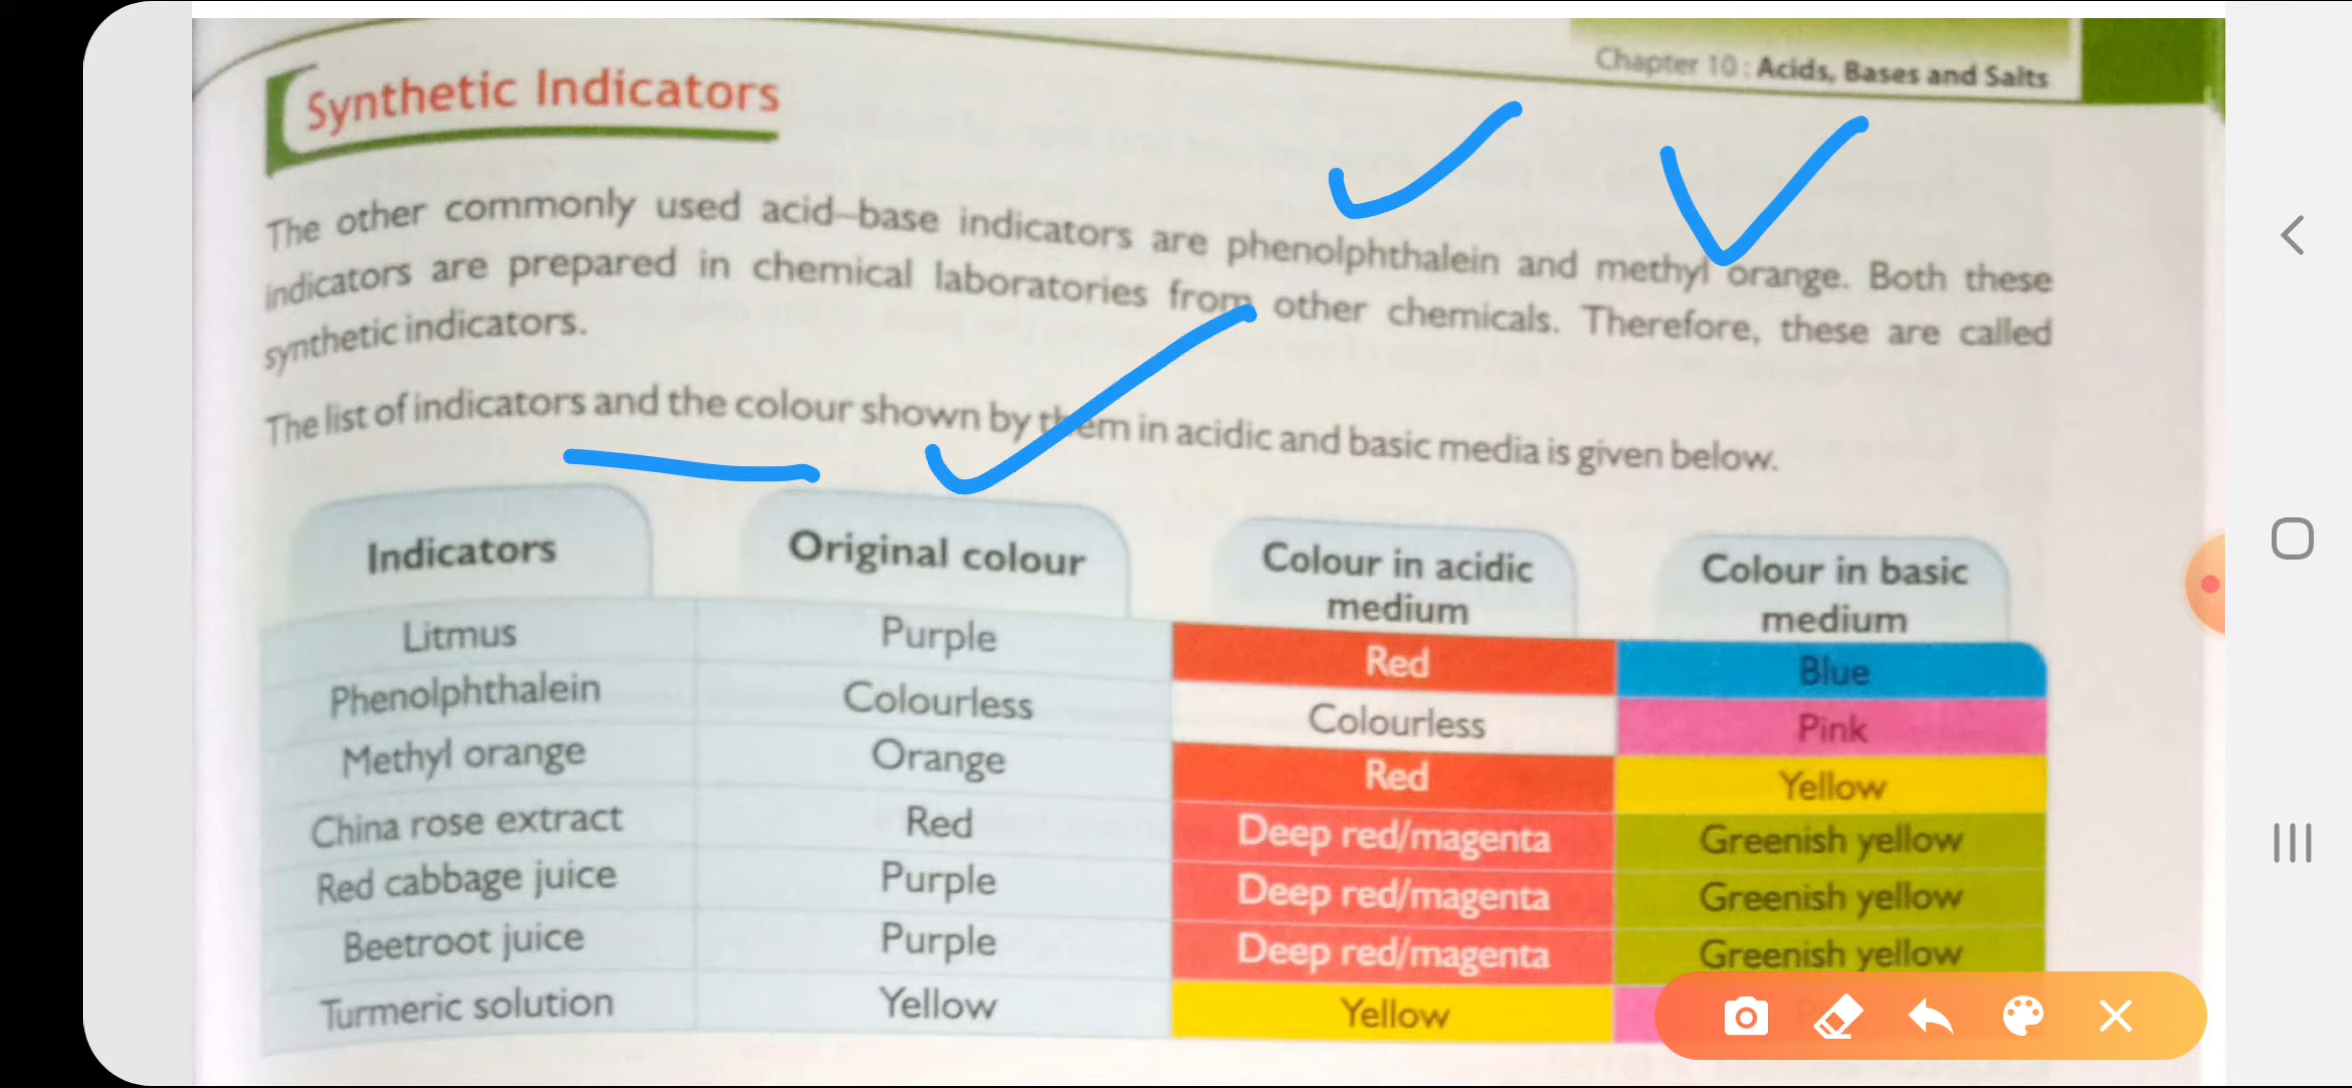 Chapter 10 : Acids, Bases and Salts
Synthetic Indicators
The other commonly used acid–base indicators are phenolphthalein and methyl orange. Both these
indicators are prepared in chemical laboratories from other chemicals. Therefore, these are called
synthetic indicators.
The list of indicators and the colour shown by them in acidic and basic media is given below.
Indicators Original colour Colour in acidic medium Colour in basic medium
Litmus Purple Red Blue
Phenolphthalein Colourless Colourless Pink
Methyl orange Orange Red Yellow
China rose extract Red Deep red/magenta Greenish yellow
Red cabbage juice Purple Deep red/magenta Greenish yellow
Beetroot juice Purple Deep red/magenta Greenish yellow
Turmeric solution Yellow Yellow